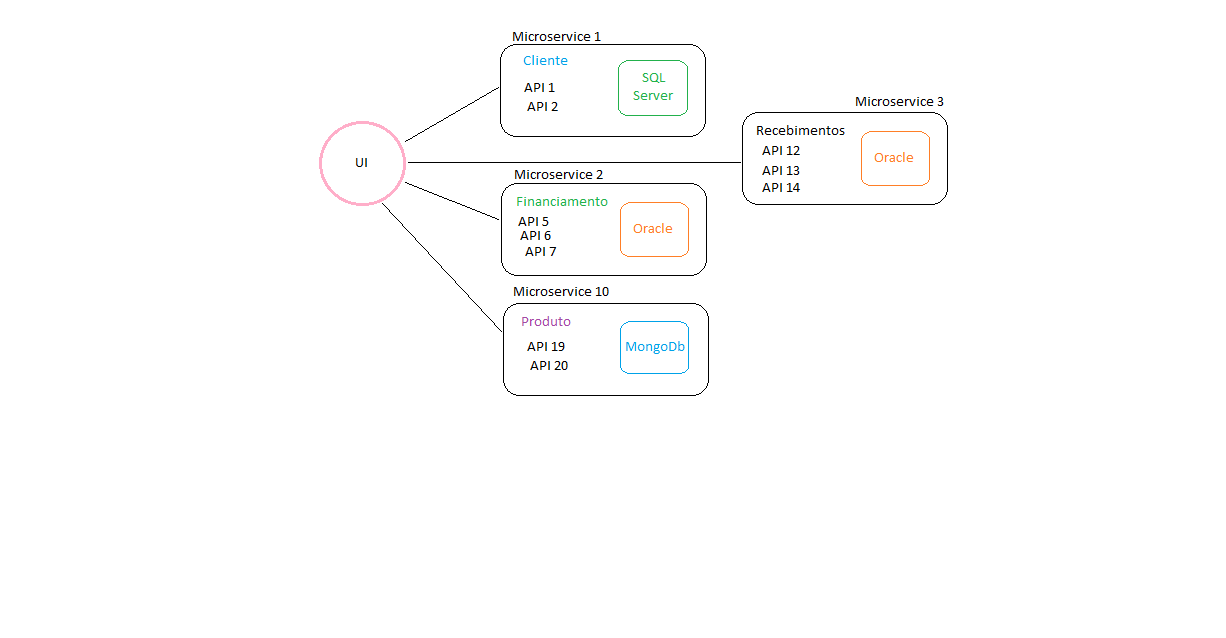 Microservice 1
Cliente
API 1
API 2
SQL
Server
UI
Microservice 3
Recebimentos
API 12
API 13
API 14
Oracle
Microservice 2
Financiamento
API 5
API 6
API 7
Oracle
Microservice 10
Produto
API 19
API 20
MongoDb